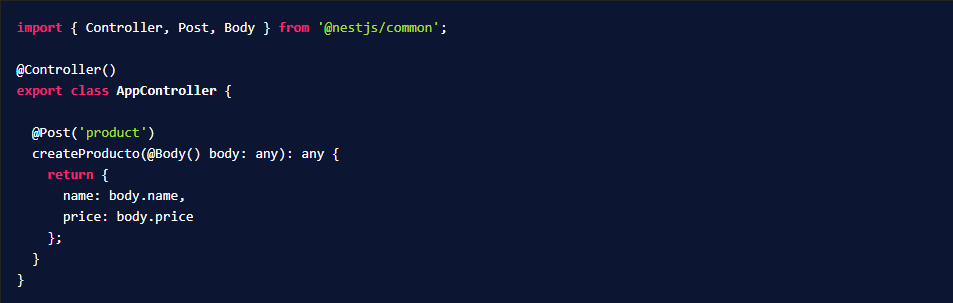 import { Controller, Post, Body } from '@nestjs/common';
@Controller()
export class AppController {
@Post('product')
createProducto(@Body() body: any): any {
return {
name: body.name,
price: body.price
};
}
}